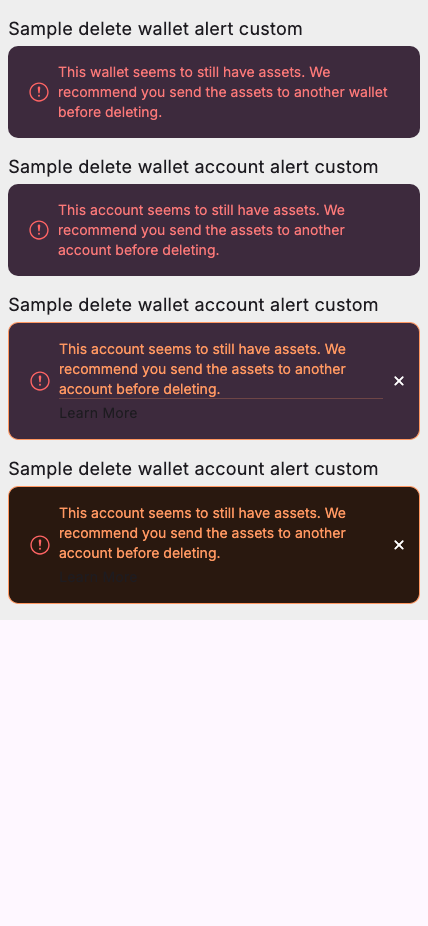 Sample delete wallet alert custom
This wallet seems to still have assets. We
recommend you send the assets to another wallet
before deleting.
Sample delete wallet account alert custom
This account seems to still have assets. We
recommend you send the assets to another
account before deleting.
Sample delete wallet account alert custom
This account seems to still have assets. We
recommend you send the assets to another
account before deleting.
Learn More
Sample delete wallet account alert custom
This account seems to still have assets. We
recommend you send the assets to another
account before deleting.